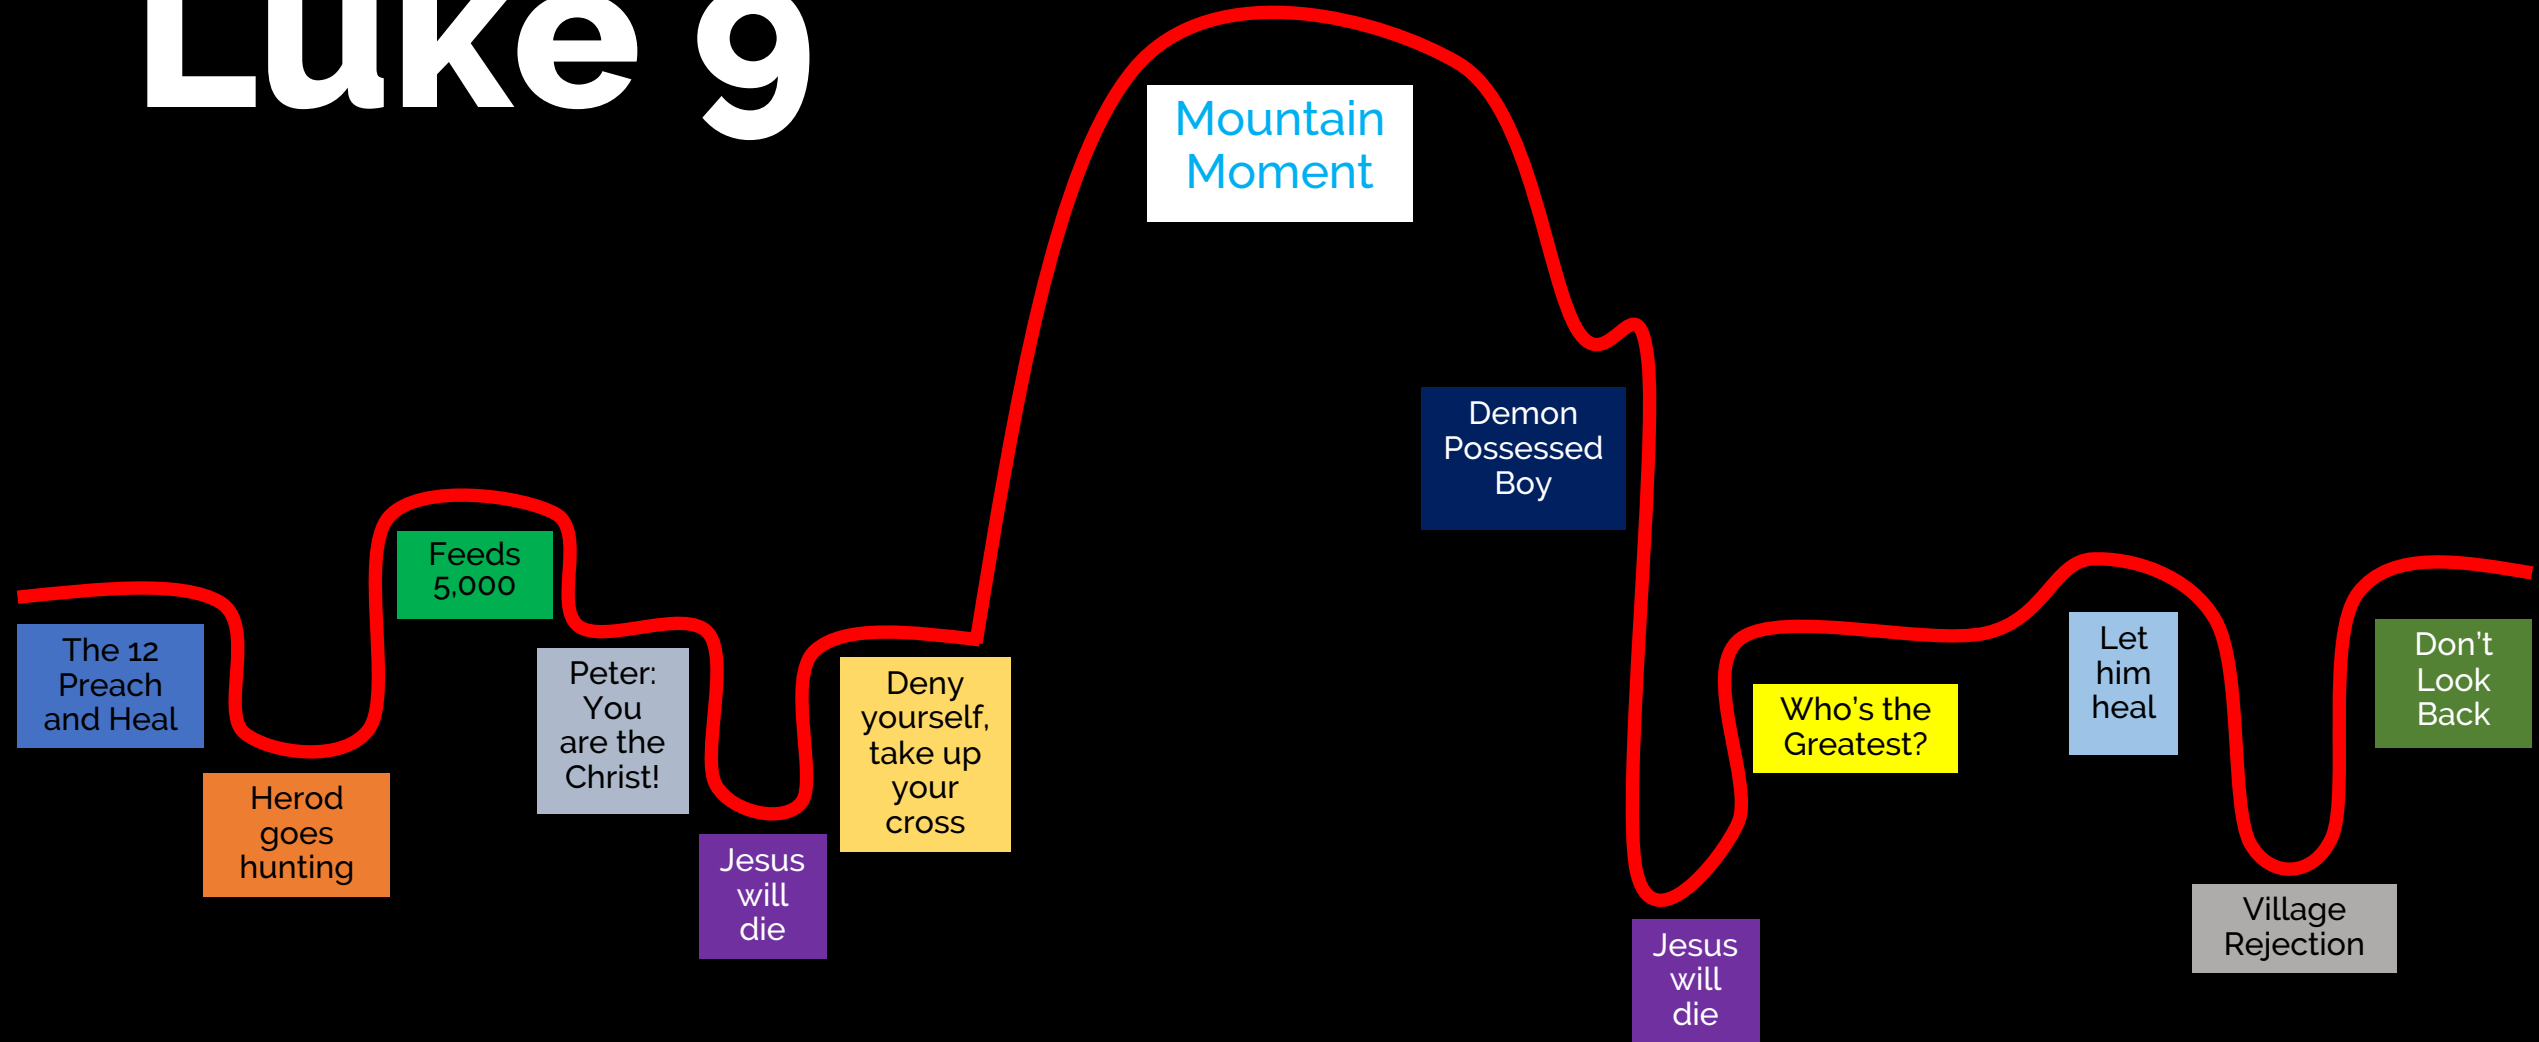 Luke 9
Mountain
Moment
Demon
Possessed
Boy
Feeds
5,000
The 12
Preach
and Heal
Herod
goes
hunting
Peter:
You
are the
Christ!
Jesus
will
die
Deny
yourself,
take up
your
cross
Jesus
will
die
Who's the
Greatest?
Let
him
heal
Village
Rejection
Don't
Look
Back